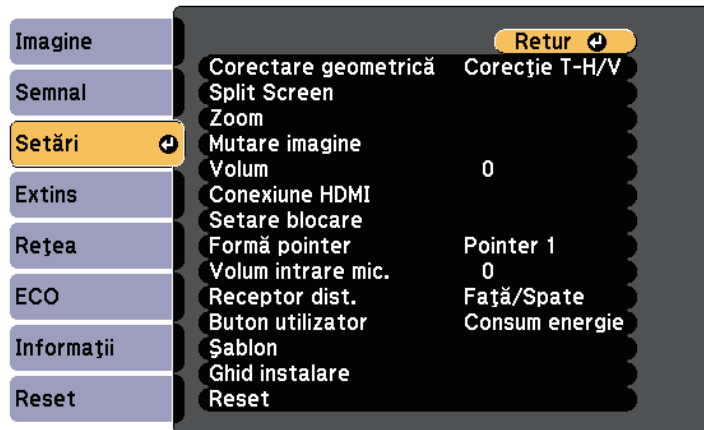 Imagine
Semnal
Setări
Extins
Reţea
ECO
Informaţii
Reset
Retur
Corectare geometrică Corecţie T-H/V
Split Screen
Zoom
Mutare imagine
Volum 0
Conexiune HDMI
Setare blocare
Formă pointer Pointer 1
Volum intrare mic. 0
Receptor dist. Faţă/Spate
Buton utilizator Consum energie
Şablon
Ghid instalare
Reset